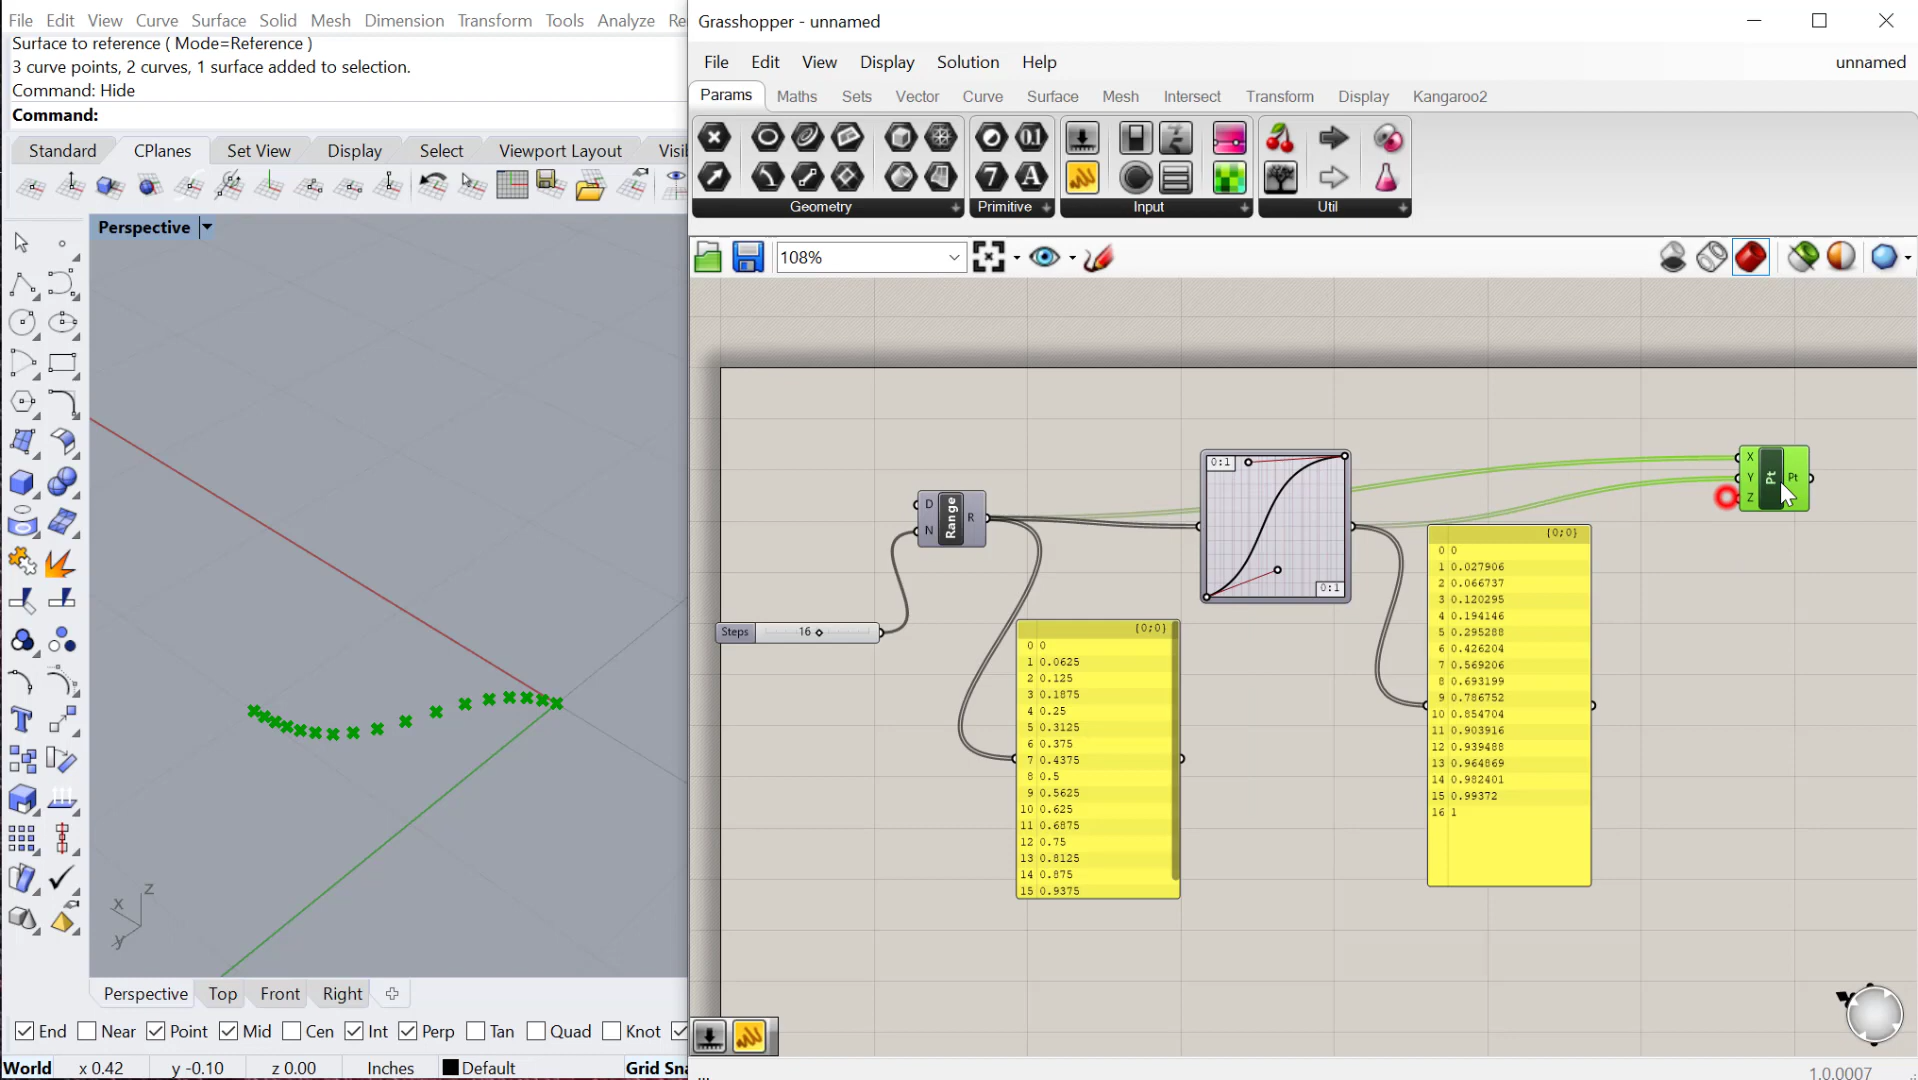 File Edit View Curve Surface Solid Mesh Dimension Transform Tools Analyze Re
Surface to reference ( Mode=Reference )
3 curve points, 2 curves, 1 surface added to selection.
Command: Hide
Command:
Standard CPlanes Set View Display Select Viewport Layout Visi
Perspective
x
z
y
Perspective Top Front Right
End Near Point Mid Cen Int Perp Tan Quad Knot
World x 0.42 y -0.10 z 0.00 Inches Default Grid Sna
Grasshopper - unnamed
File Edit View Display Solution Help unnamed
Params Maths Sets Vector Curve Surface Mesh Intersect Transform Display Kangaroo2
Geometry Primitive Input Util
108%
Steps 16
D
N
Range
R
{0;0}
0 0
1 0.0625
2 0.125
3 0.1875
4 0.25
5 0.3125
6 0.375
7 0.4375
8 0.5
9 0.5625
10 0.625
11 0.6875
12 0.75
13 0.8125
14 0.875
15 0.9375
0:1
0:1
{0;0}
0 0
1 0.027906
2 0.066737
3 0.120295
4 0.194146
5 0.295288
6 0.426204
7 0.569206
8 0.693199
9 0.786752
10 0.854704
11 0.903916
12 0.939488
13 0.964869
14 0.982401
15 0.99372
16 1
X
Y
Z
Pt
Pt
1.0.0007